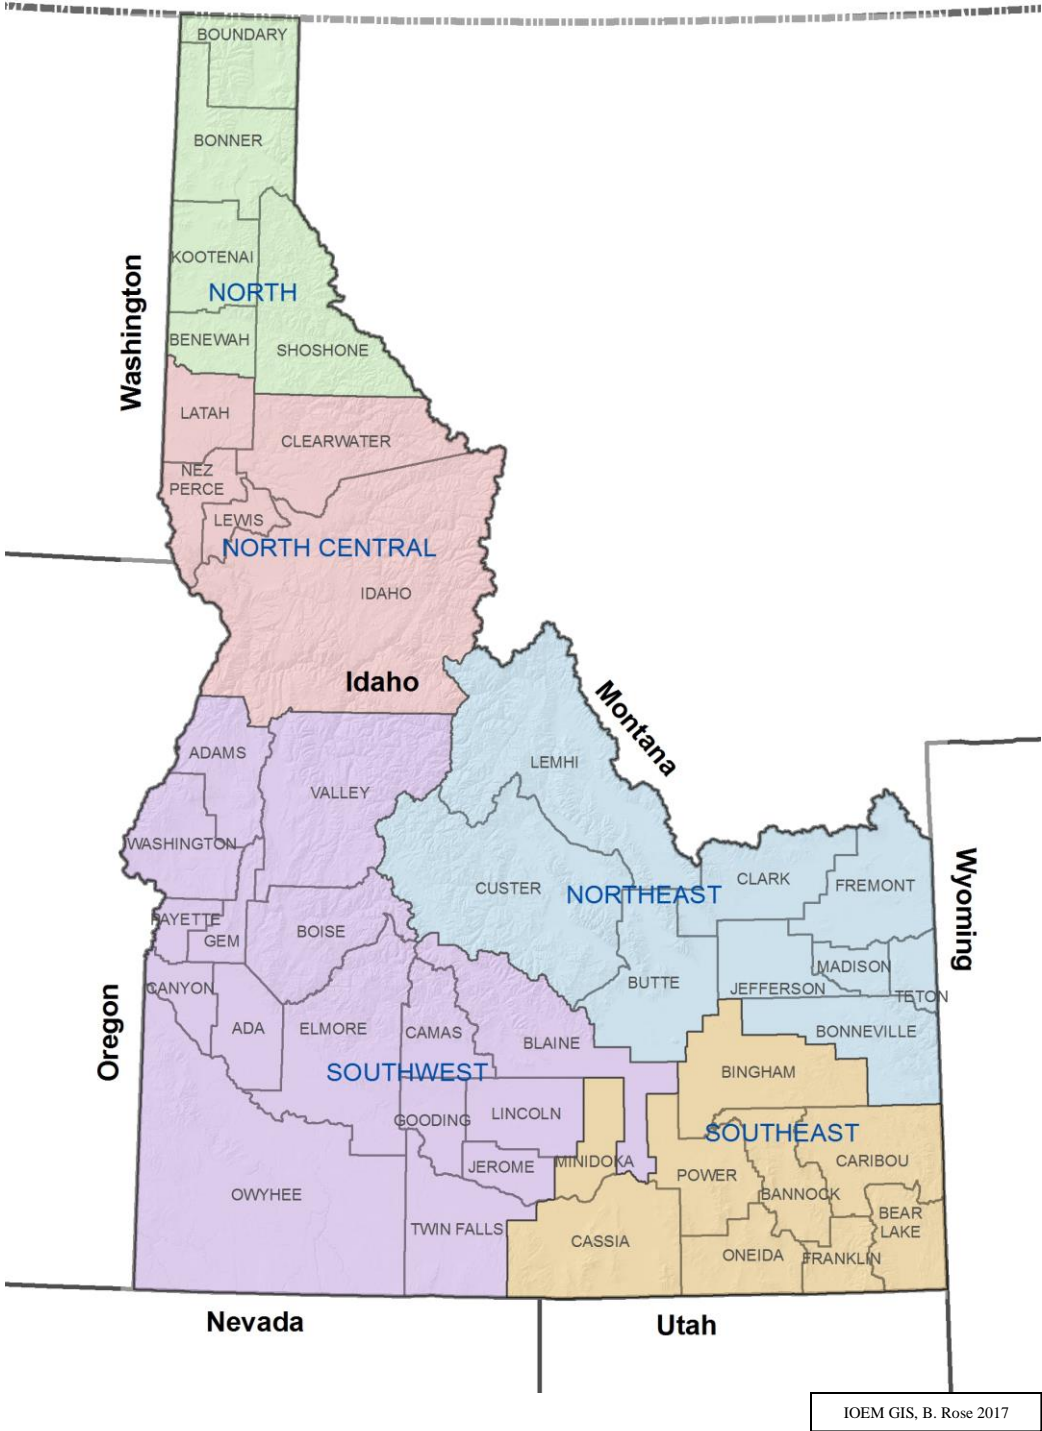 BOUNDARY
BONNER
KOOTENAI
NORTH
BENEWAH
SHOSHONE
Washington
LATAH
CLEARWATER
NEZ
PERCE
LEWIS
NORTH CENTRAL
IDAHO
Idaho
Montana
ADAMS
LEMHI
VALLEY
WASHINGTON
CUSTER
NORTHEAST
CLARK
FREMONT
Wyoming
PAYETTE
GEM
BOISE
MADISON
CANYON
BUTTE
JEFFERSON
TETON
Oregon
ADA
ELMORE
CAMAS
BLAINE
BONNEVILLE
SOUTHWEST
BINGHAM
GOODING
LINCOLN
SOUTHEAST
JEROME
MINIDOKA
POWER
CARIBOU
OWYHEE
BANNOCK
TWIN FALLS
CASSIA
BEAR
LAKE
ONEIDA
FRANKLIN
Nevada
Utah
IOEM GIS, B. Rose 2017